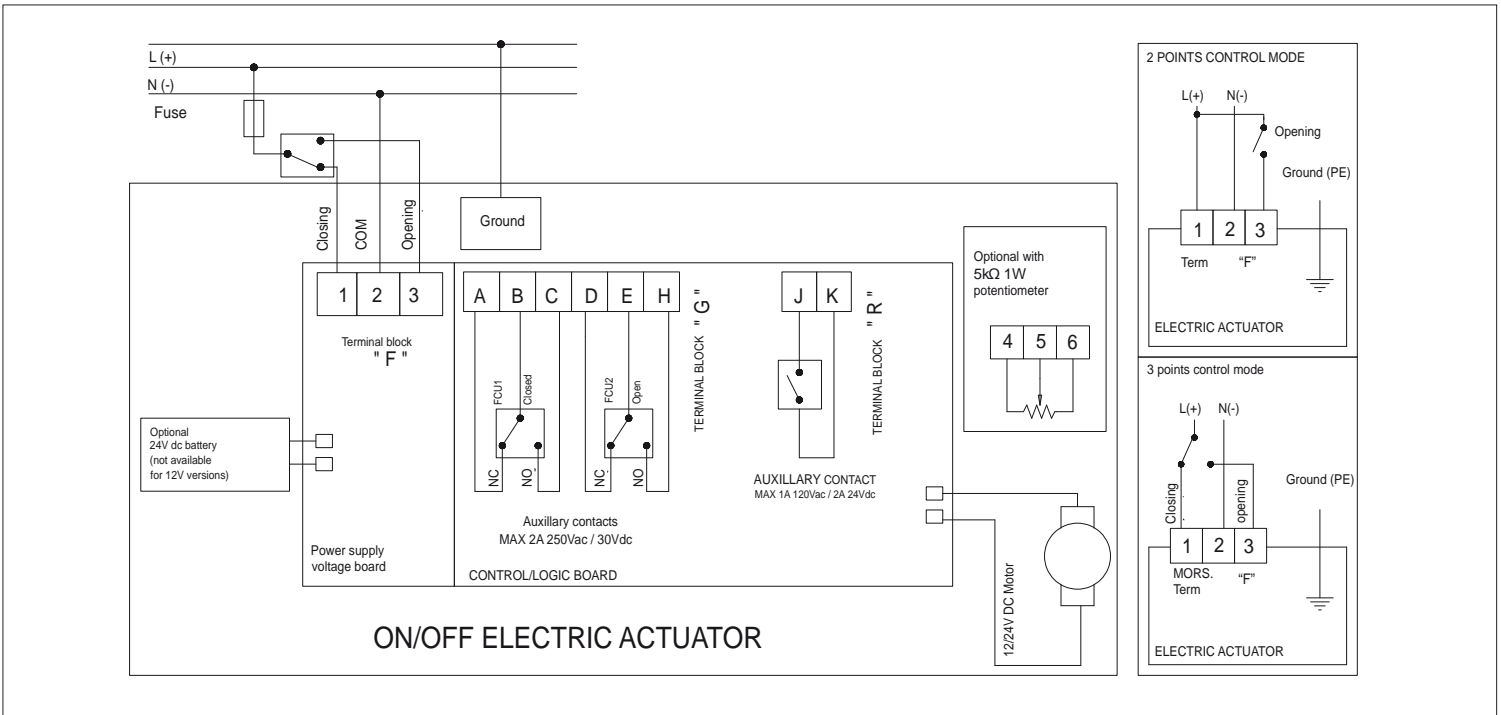 L (+)
N (-)
Fuse
Closing
COM
Opening
Ground
1 2 3
Terminal block
" F "
A B C D E H
TERMINAL BLOCK " G "
FCU1
Closed
NC
NO
FCU2
Open
NC
NO
Auxillary contacts
MAX 2A 250Vac / 30Vdc
J K
TERMINAL BLOCK " R "
AUXILLARY CONTACT
MAX 1A 120Vac / 2A 24Vdc
Optional with
5kΩ 1W
potentiometer
4 5 6
Optional
24V dc battery
(not available
for 12V versions)
Power supply
voltage board
CONTROL/LOGIC BOARD
12/24V DC Motor
ON/OFF ELECTRIC ACTUATOR
2 POINTS CONTROL MODE
L(+) N(-)
Opening
Ground (PE)
1 2 3
Term "F"
ELECTRIC ACTUATOR
3 points control mode
L(+) N(-)
Closing
opening
Ground (PE)
1 2 3
MORS.
Term "F"
ELECTRIC ACTUATOR